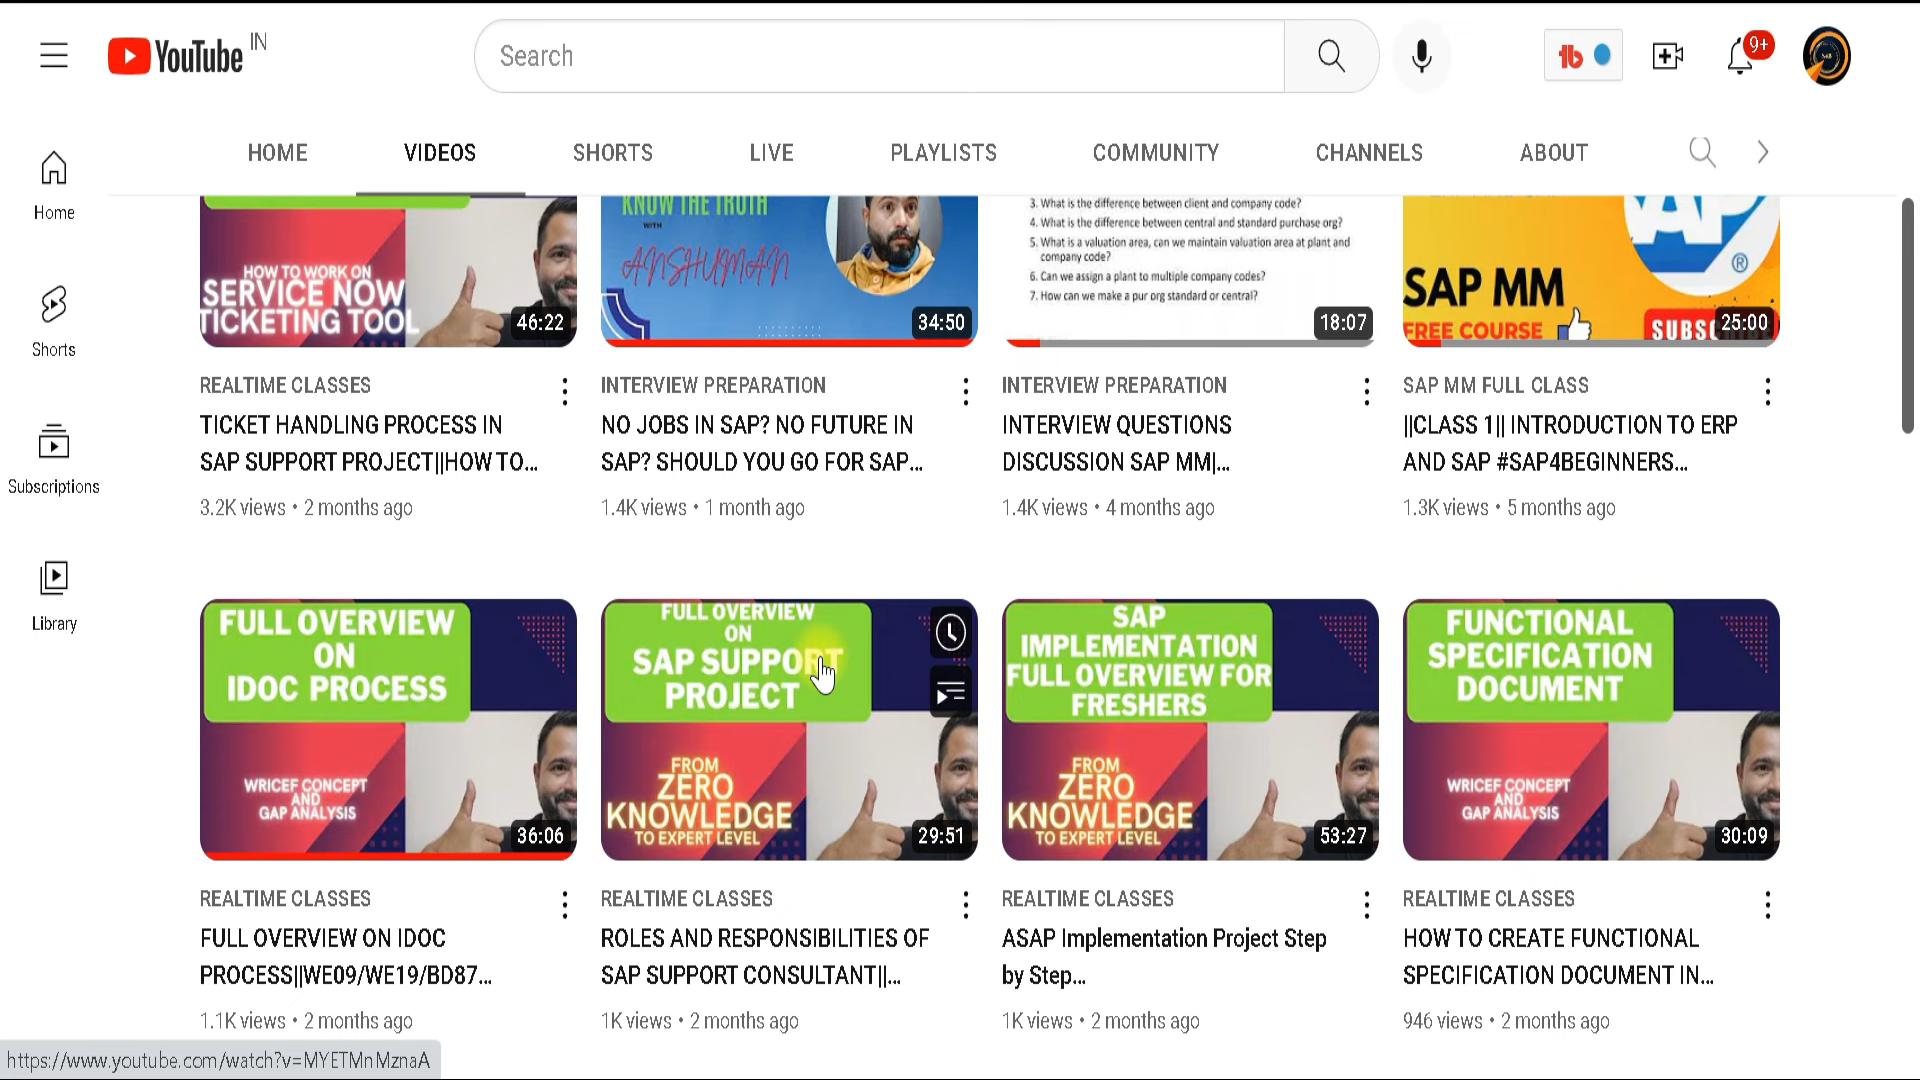 YouTube IN
Search
9+
HOME VIDEOS SHORTS LIVE PLAYLISTS COMMUNITY CHANNELS ABOUT
Home
Shorts
Subscriptions
Library
HOW TO WORK ON
SERVICE NOW
TICKETING TOOL
46:22
REALTIME CLASSES
TICKET HANDLING PROCESS IN
SAP SUPPORT PROJECT||HOW TO...
3.2K views • 2 months ago
KNOW THE TRUTH
WITH
ANSHUMAN
34:50
INTERVIEW PREPARATION
NO JOBS IN SAP? NO FUTURE IN
SAP? SHOULD YOU GO FOR SAP...
1.4K views • 1 month ago
3. What is the difference between client and company code?
4. What is the difference between central and standard purchase org?
5. What is a valuation area, can we maintain valuation area at plant and
company code?
6. Can we assign a plant to multiple company codes?
7. How can we make a pur org standard or central?
18:07
INTERVIEW PREPARATION
INTERVIEW QUESTIONS
DISCUSSION SAP MM|...
1.4K views • 4 months ago
SAP
®
SAP MM
FREE COURSE
25:00
SAP MM FULL CLASS
||CLASS 1|| INTRODUCTION TO ERP
AND SAP #SAP4BEGINNERS...
1.3K views • 5 months ago
FULL OVERVIEW
ON
IDOC PROCESS
WRICEF CONCEPT
AND
GAP ANALYSIS
36:06
REALTIME CLASSES
FULL OVERVIEW ON IDOC
PROCESS||WE09/WE19/BD87...
1.1K views • 2 months ago
FULL OVERVIEW
ON
SAP SUPPORT
PROJECT
FROM
ZERO
KNOWLEDGE
TO EXPERT LEVEL
29:51
REALTIME CLASSES
ROLES AND RESPONSIBILITIES OF
SAP SUPPORT CONSULTANT||...
1K views • 2 months ago
SAP
IMPLEMENTATION
FULL OVERVIEW FOR
FRESHERS
FROM
ZERO
KNOWLEDGE
TO EXPERT LEVEL
53:27
REALTIME CLASSES
ASAP Implementation Project Step
by Step...
1K views • 2 months ago
FUNCTIONAL
SPECIFICATION
DOCUMENT
WRICEF CONCEPT
AND
GAP ANALYSIS
30:09
REALTIME CLASSES
HOW TO CREATE FUNCTIONAL
SPECIFICATION DOCUMENT IN...
946 views • 2 months ago
https://www.youtube.com/watch?v=MYETMnMznaA